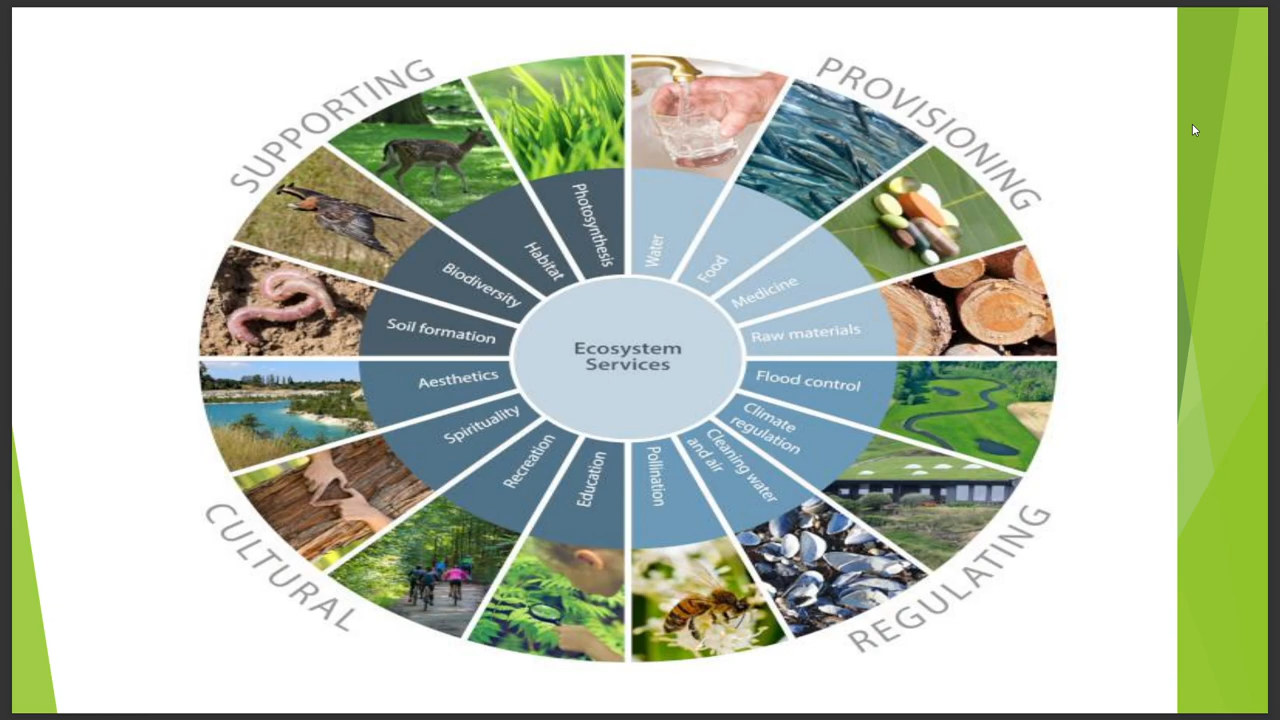 SUPPORTING
PROVISIONING
Photosynthesis
Water
Habitat
Food
Biodiversity
Medicine
Soil formation
Raw materials
Ecosystem
Services
Aesthetics
Flood control
Spirituality
Climate
regulation
Recreation
Cleaning water
and air
Education
Pollination
CULTURAL
REGULATING